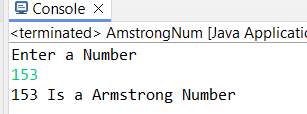 Console
<terminated> AmstrongNum [Java Applicatio
Enter a Number
153
153 Is a Armstrong Number